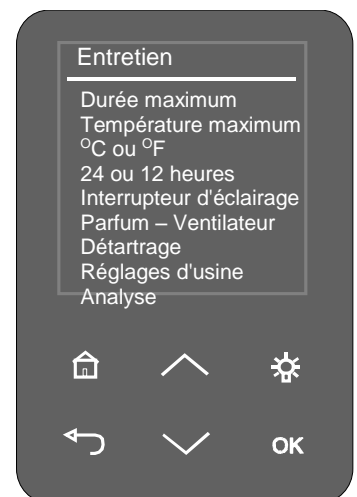 Entretien
Durée maximum
Température maximum
°C ou °F
24 ou 12 heures
Interrupteur d'éclairage
Parfum – Ventilateur
Détartrage
Réglages d'usine
Analyse
OK